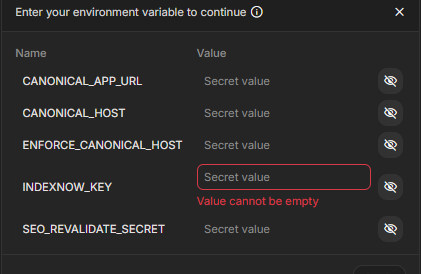 Enter your environment variable to continue
Name Value
CANONICAL_APP_URL Secret value
CANONICAL_HOST Secret value
ENFORCE_CANONICAL_HOST Secret value
INDEXNOW_KEY Secret value
Value cannot be empty
SEO_REVALIDATE_SECRET Secret value